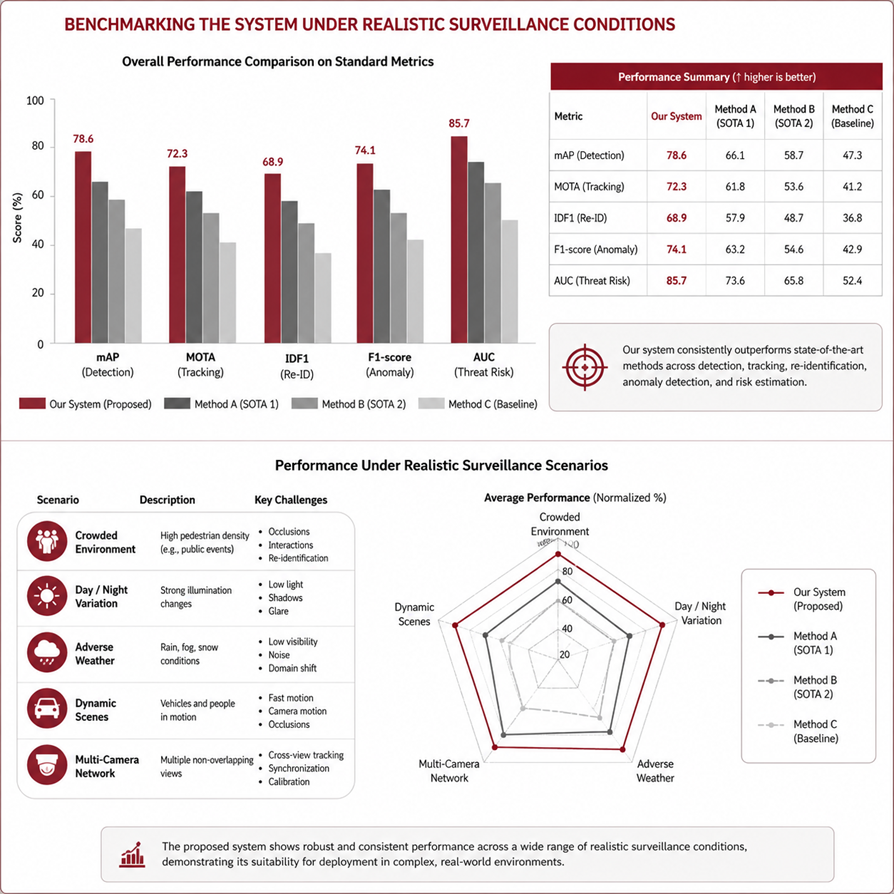 BENCHMARKING THE SYSTEM UNDER REALISTIC SURVEILLANCE CONDITIONS
Overall Performance Comparison on Standard Metrics
Score (%)
100
80
60
40
20
0
78.6
72.3
68.9
74.1
85.7
mAP
(Detection)
MOTA
(Tracking)
IDF1
(Re-ID)
F1-score
(Anomaly)
AUC
(Threat Risk)
Our System (Proposed)
Method A (SOTA 1)
Method B (SOTA 2)
Method C (Baseline)
Performance Summary (↑ higher is better)
Metric Our System Method A (SOTA 1) Method B (SOTA 2) Method C (Baseline)
mAP (Detection) 78.6 66.1 58.7 47.3
MOTA (Tracking) 72.3 61.8 53.6 41.2
IDF1 (Re-ID) 68.9 57.9 48.7 36.8
F1-score (Anomaly) 74.1 63.2 54.6 42.9
AUC (Threat Risk) 85.7 73.6 65.8 52.4
Our system consistently outperforms state-of-the-art
methods across detection, tracking, re-identification,
anomaly detection, and risk estimation.
Performance Under Realistic Surveillance Scenarios
Scenario Description Key Challenges
Crowded
Environment
High pedestrian density
(e.g., public events)
• Occlusions
• Interactions
• Re-identification
Day / Night
Variation
Strong illumination
changes
• Low light
• Shadows
• Glare
Adverse
Weather
Rain, fog, snow
conditions
• Low visibility
• Noise
• Domain shift
Dynamic
Scenes
Vehicles and people
in motion
• Fast motion
• Camera motion
• Occlusions
Multi-Camera
Network
Multiple non-overlapping
views
• Cross-view tracking
• Synchronization
• Calibration
Average Performance (Normalized %)
Crowded
Environment
100
80
60
40
20
Day / Night
Variation
Adverse
Weather
Multi-Camera
Network
Dynamic
Scenes
Our System
(Proposed)
Method A
(SOTA 1)
Method B
(SOTA 2)
Method C
(Baseline)
The proposed system shows robust and consistent performance across a wide range of realistic surveillance conditions,
demonstrating its suitability for deployment in complex, real-world environments.